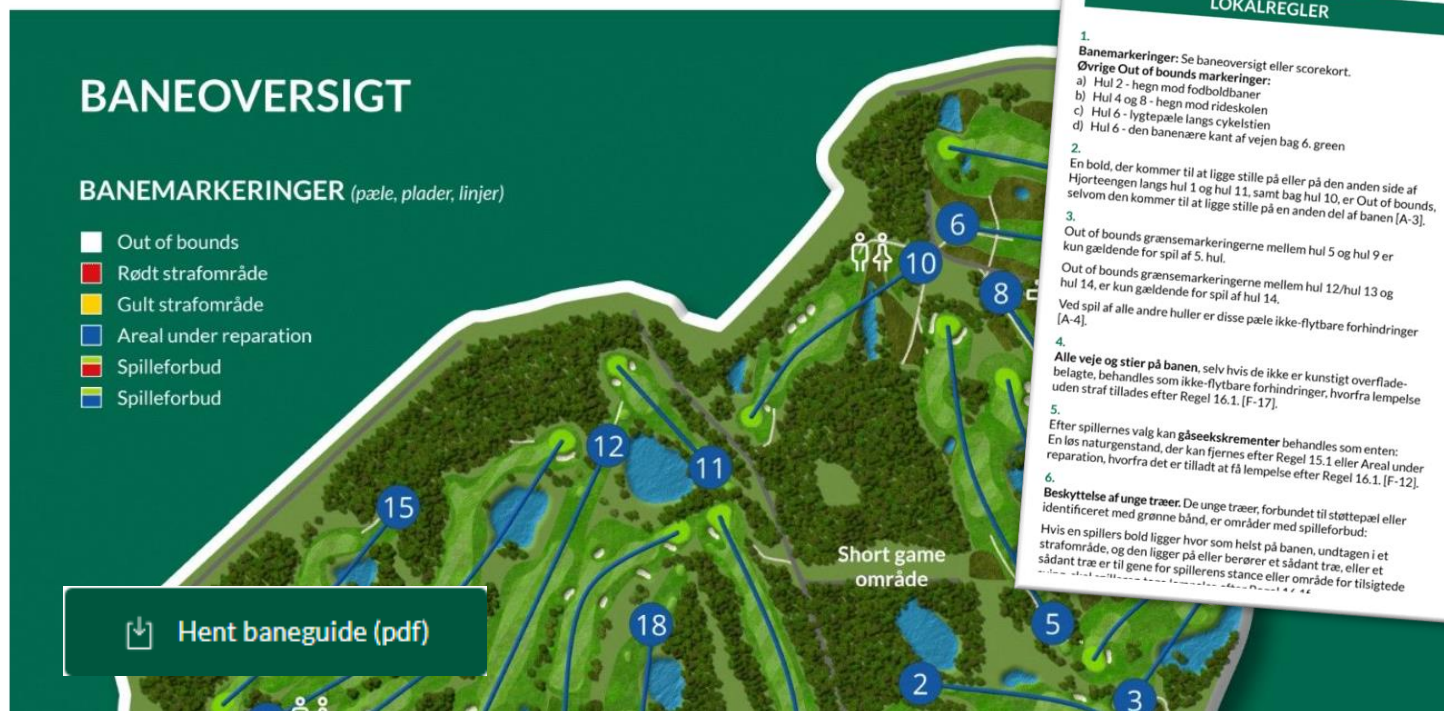 BANEOVERSIGT
BANEMARKERINGER (pæle, plader, linjer)
Out of bounds
Rødt strafområde
Gult strafområde
Areal under reparation
Spilleforbud
Spilleforbud
6
10
8
12
11
15
Short game
område
18
5
2
3
Hent baneguide (pdf)
LOKALREGLER
1.
Banemarkeringer: Se baneoversigt eller scorekort.
Øvrige Out of bounds markeringer:
a) Hul 2 - hegn mod fodboldbaner
b) Hul 4 og 8 - hegn mod rideskolen
c) Hul 6 - lygtepæle langs cykelstien
d) Hul 6 - den banenære kant af vejen bag 6. green
2.
En bold, der kommer til at ligge stille på eller på den anden side af
Hjorteengen langs hul 1 og hul 11, samt bag hul 10, er Out of bounds,
selvom den kommer til at ligge stille på en anden del af banen [A-3].
3.
Out of bounds grænsemarkeringerne mellem hul 5 og hul 9 er
kun gældende for spil af 5. hul.
Out of bounds grænsemarkeringerne mellem hul 12/hul 13 og
hul 14, er kun gældende for spil af hul 14.
Ved spil af alle andre huller er disse pæle ikke-flytbare forhindringer
[A-4].
4.
Alle veje og stier på banen, selv hvis de ikke er kunstigt overflade-
belagte, behandles som ikke-flytbare forhindringer, hvorfra lempelse
uden straf tillades efter Regel 16.1. [F-17].
5.
Efter spillernes valg kan gåseekskrementer behandles som enten:
En løs naturgenstand, der kan fjernes efter Regel 15.1 eller Areal under
reparation, hvorfra det er tilladt at få lempelse efter Regel 16.1. [F-12].
6.
Beskyttelse af unge træer. De unge træer, forbundet til støttepæl eller
identificeret med grønne bånd, er områder med spilleforbud:
Hvis en spillers bold ligger hvor som helst på banen, undtagen i et
strafområde, og den ligger på eller berører et sådant træ, eller et
sådant træ er til gene for spillerens stance eller område for tilsigtede